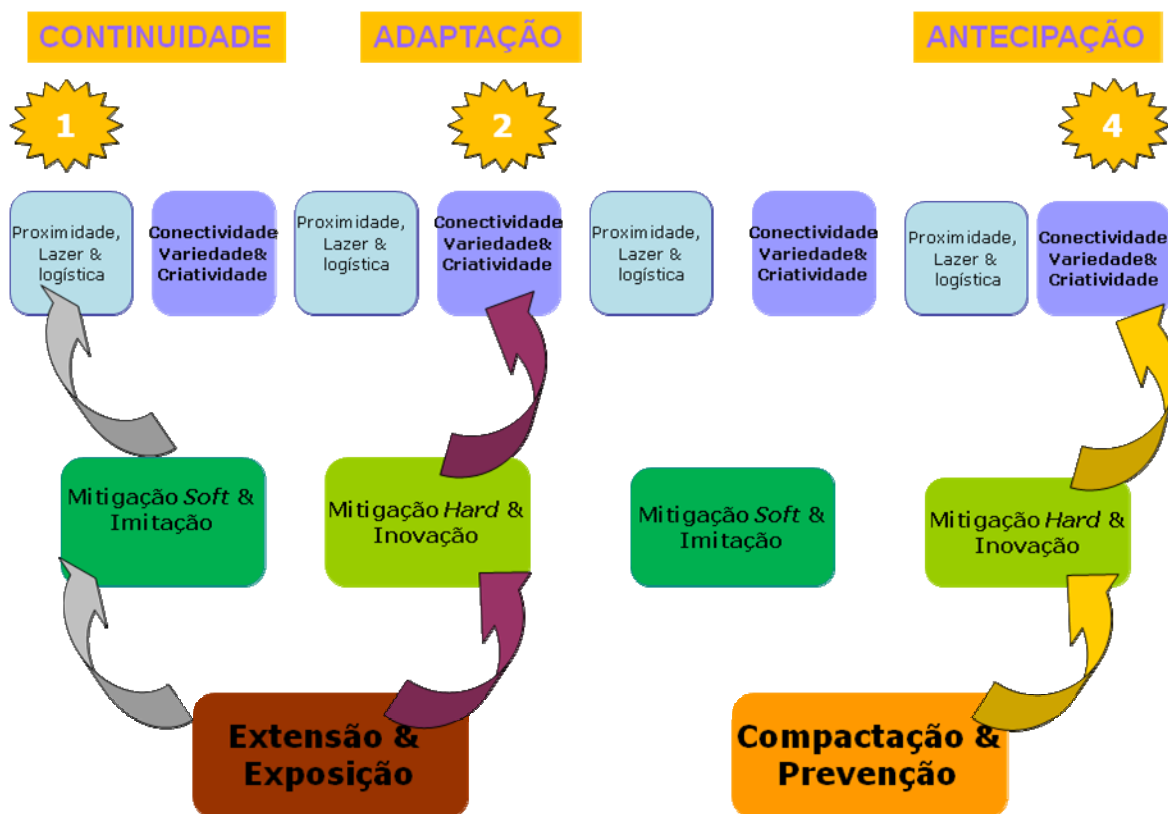 CONTINUIDADE
ADAPTAÇÃO
ANTECIPAÇÃO
1
2
4
Proximidade,
Lazer &
logística
Conectividade
Variedade&
Criatividade
Proximidade,
Lazer &
logística
Conectividade
Variedade&
Criatividade
Proximidade,
Lazer &
logística
Conectividade
Variedade&
Criatividade
Proximidade,
Lazer &
logística
Conectividade
Variedade&
Criatividade
Mitigação Soft &
Imitação
Mitigação Hard &
Inovação
Mitigação Soft &
Imitação
Mitigação Hard &
Inovação
Extensão &
Exposição
Compactação &
Prevenção